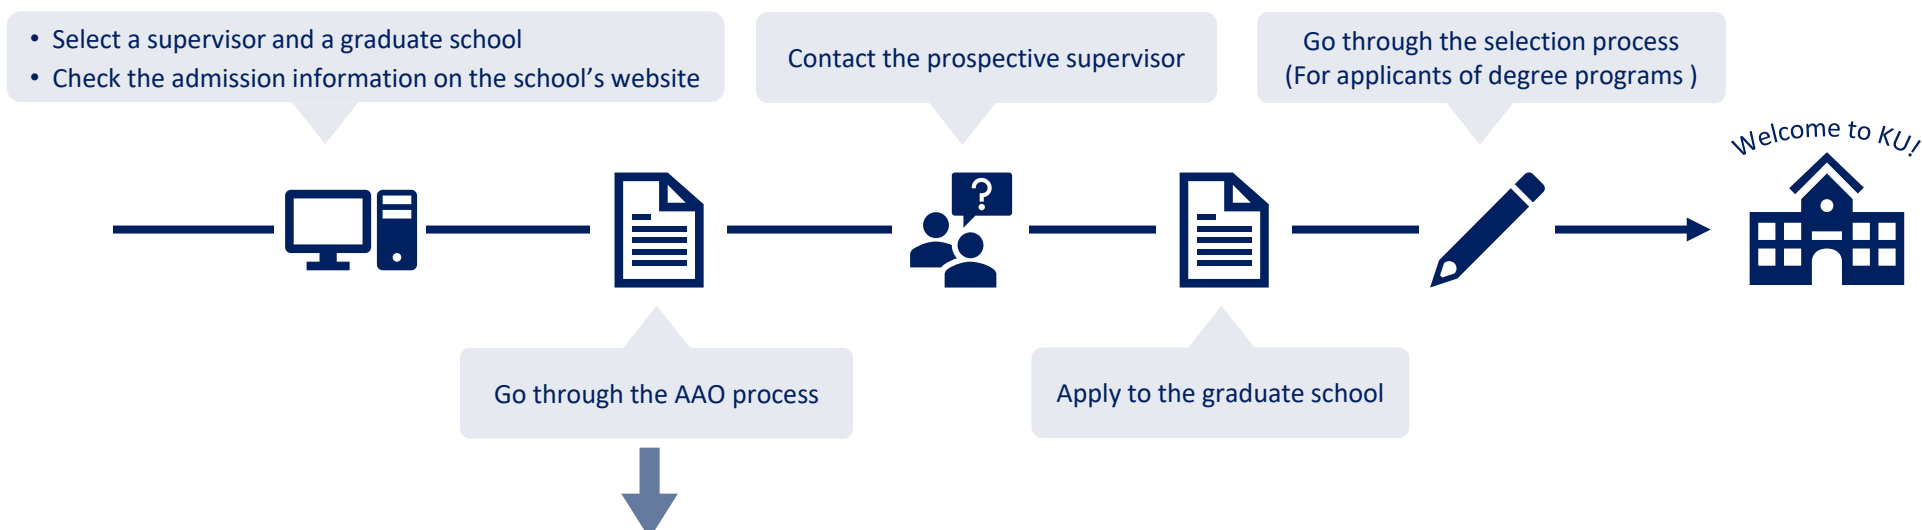 • Select a supervisor and a graduate school
• Check the admission information on the school's website
Contact the prospective supervisor
Go through the selection process
(For applicants of degree programs )
Welcome to KU!
?
Go through the AAO process
Apply to the graduate school